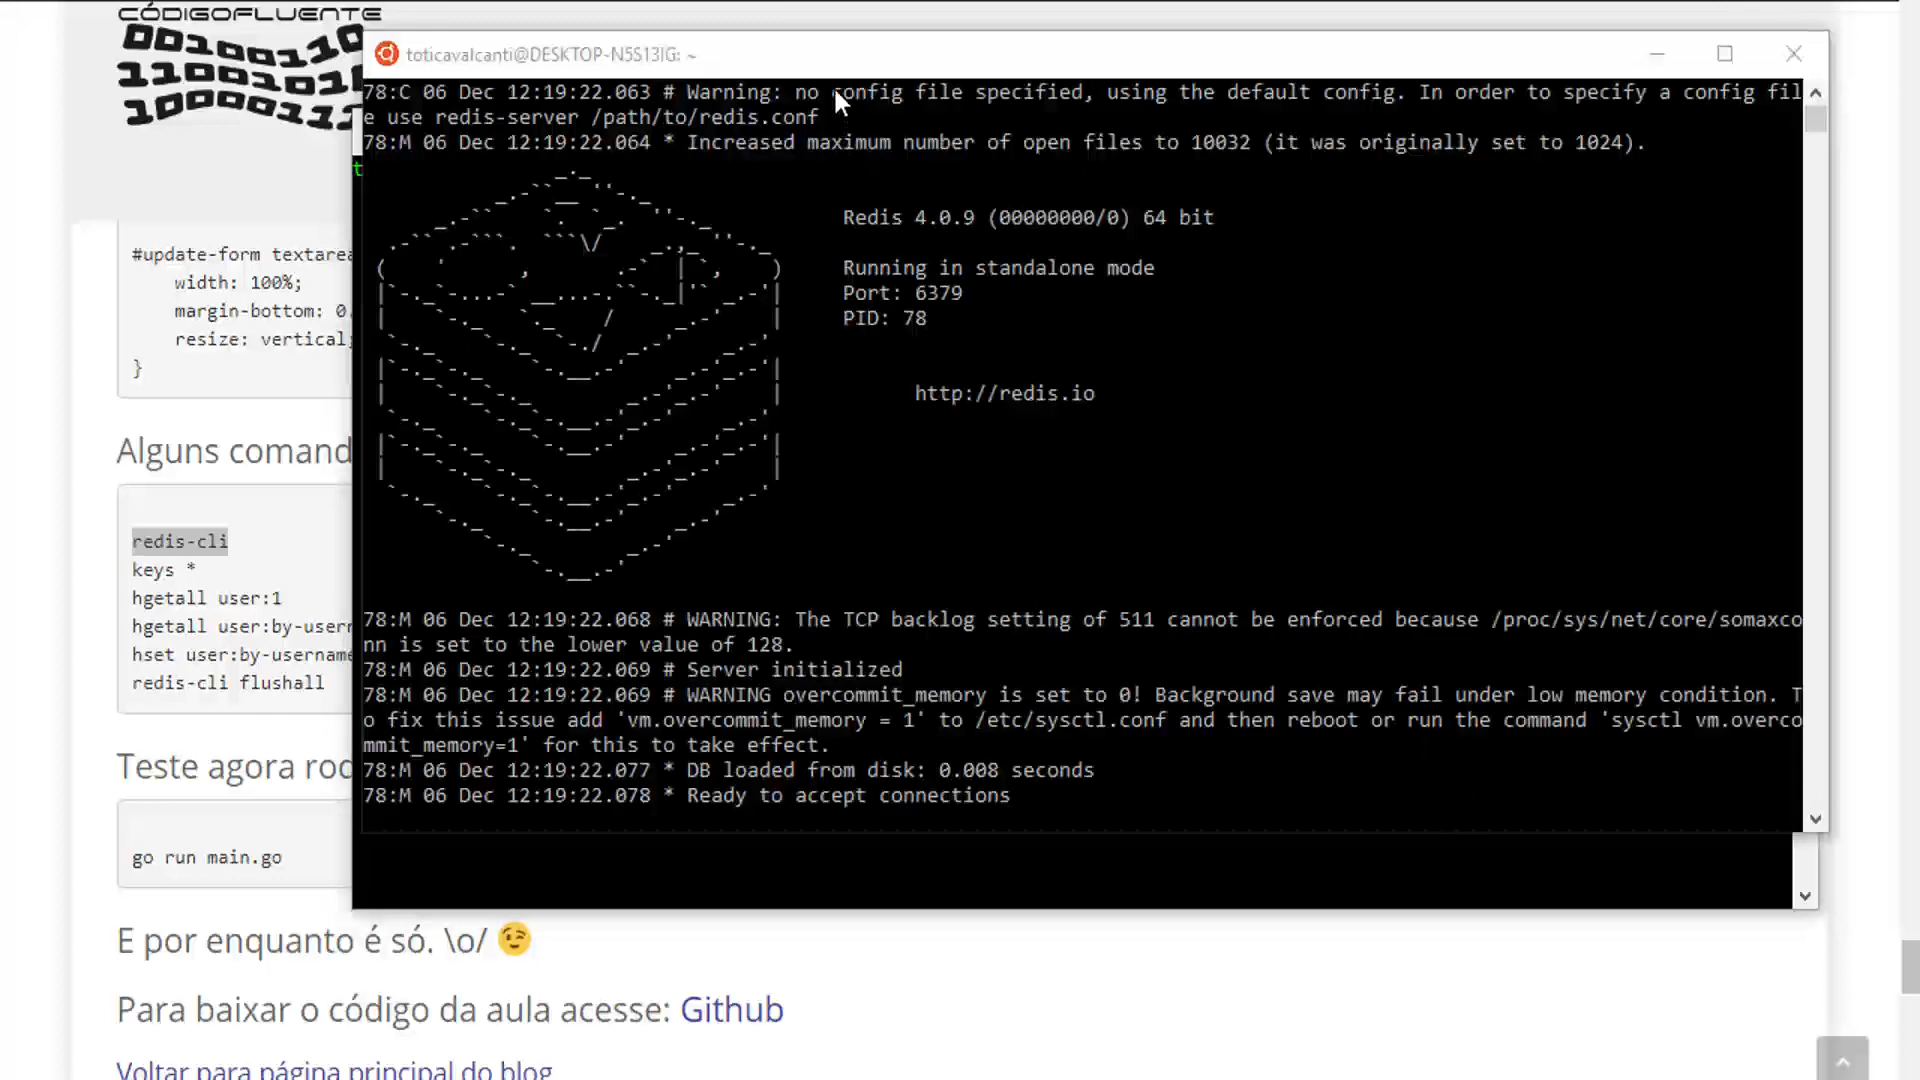 CÓDIGOFLUENTE
toticavalcanti@DESKTOP-N5S13IG: ~
78:C 06 Dec 12:19:22.063 # Warning: no config file specified, using the default config. In order to specify a config fil
e use redis-server /path/to/redis.conf
78:M 06 Dec 12:19:22.064 * Increased maximum number of open files to 10032 (it was originally set to 1024).
t
Redis 4.0.9 (00000000/0) 64 bit
Running in standalone mode
Port: 6379
PID: 78
http://redis.io
78:M 06 Dec 12:19:22.068 # WARNING: The TCP backlog setting of 511 cannot be enforced because /proc/sys/net/core/somaxco
nn is set to the lower value of 128.
78:M 06 Dec 12:19:22.069 # Server initialized
78:M 06 Dec 12:19:22.069 # WARNING overcommit_memory is set to 0! Background save may fail under low memory condition. T
o fix this issue add 'vm.overcommit_memory = 1' to /etc/sysctl.conf and then reboot or run the command 'sysctl vm.overco
mmit_memory=1' for this to take effect.
78:M 06 Dec 12:19:22.077 * DB loaded from disk: 0.008 seconds
78:M 06 Dec 12:19:22.078 * Ready to accept connections
#update-form textarea
width: 100%;
margin-bottom: 0.
resize: vertical;
}
Alguns comand
redis-cli
keys *
hgetall user:1
hgetall user:by-usern
hset user:by-username
redis-cli flushall
Teste agora rod
go run main.go
E por enquanto é só. \o/ 😉
Para baixar o código da aula acesse: Github
Voltar para página principal do blog